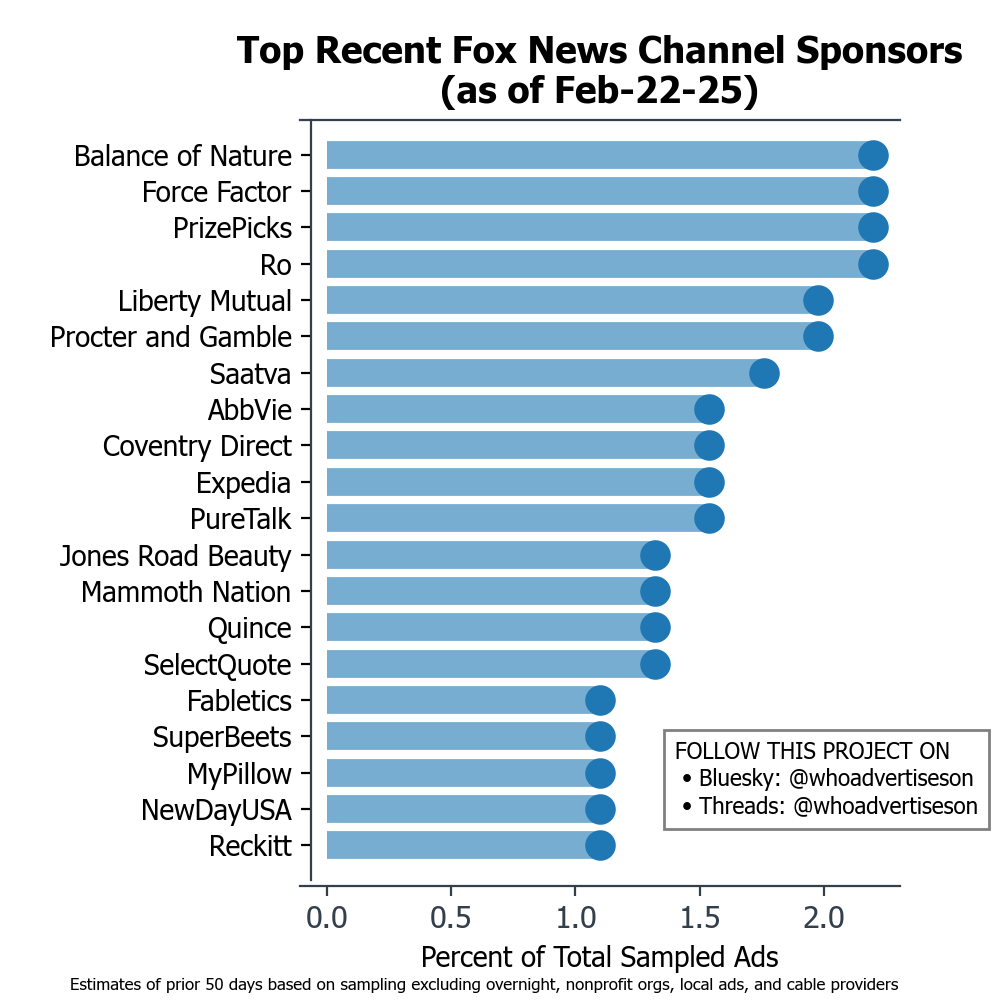 Top Recent Fox News Channel Sponsors
(as of Feb-22-25)
Balance of Nature
Force Factor
PrizePicks
Ro
Liberty Mutual
Procter and Gamble
Saatva
AbbVie
Coventry Direct
Expedia
PureTalk
Jones Road Beauty
Mammoth Nation
Quince
SelectQuote
Fabletics
SuperBeets
MyPillow
NewDayUSA
Reckitt
FOLLOW THIS PROJECT ON
• Bluesky: @whoadvertiseson
• Threads: @whoadvertiseson
0.0 0.5 1.0 1.5 2.0
Percent of Total Sampled Ads
Estimates of prior 50 days based on sampling excluding overnight, nonprofit orgs, local ads, and cable providers